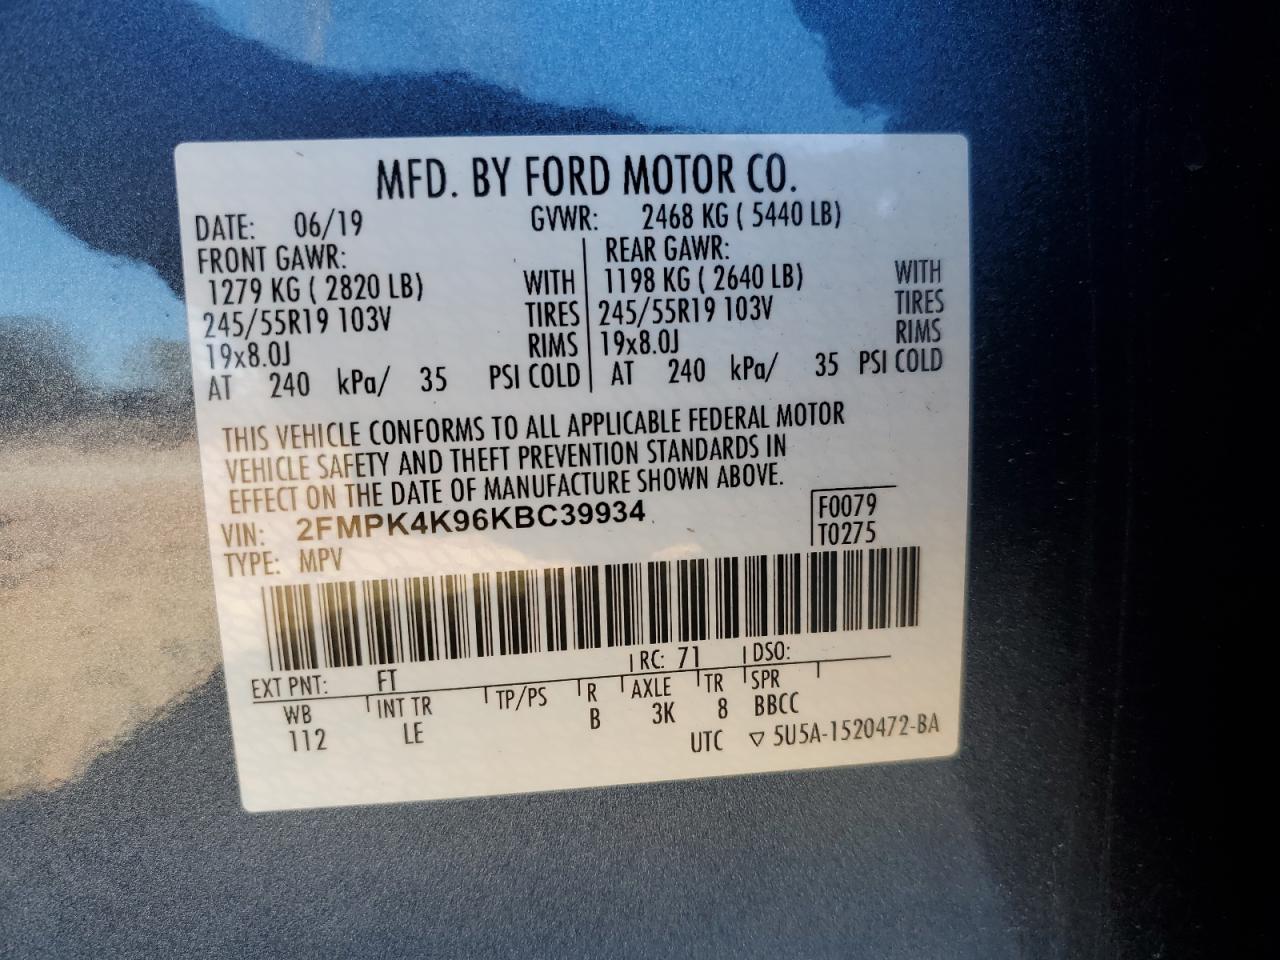 MFD. BY FORD MOTOR CO.
DATE: 06/19 GVWR: 2468 KG ( 5440 LB)
FRONT GAWR: REAR GAWR:
1279 KG ( 2820 LB) WITH 1198 KG ( 2640 LB) WITH
245/55R19 103V TIRES 245/55R19 103V TIRES
19x8.0J RIMS 19x8.0J RIMS
AT 240 kPa/ 35 PSI COLD AT 240 kPa/ 35 PSI COLD
THIS VEHICLE CONFORMS TO ALL APPLICABLE FEDERAL MOTOR
VEHICLE SAFETY AND THEFT PREVENTION STANDARDS IN
EFFECT ON THE DATE OF MANUFACTURE SHOWN ABOVE.
VIN: 2FMPK4K96KBC39934 F0079
TYPE: MPV T0275
EXT PNT: FT RC: 71 DSO:
WB INT TR TP/PS R AXLE TR SPR
112 LE B 3K 8 BBCC
UTC ▽ 5U5A-1520472-BA